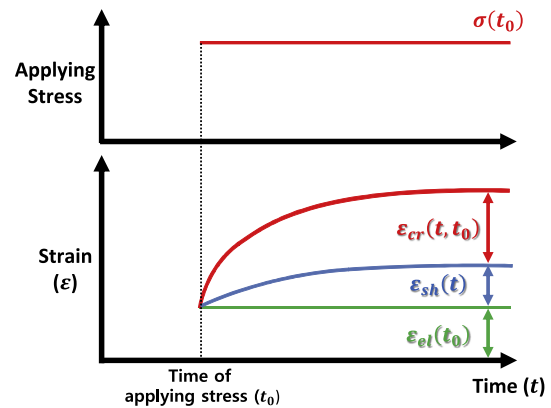 σ(t₀)
Applying
Stress
Strain
(ε)
ε_cr(t, t₀)
ε_sh(t)
ε_el(t₀)
Time of
applying stress (t₀)
Time (t)